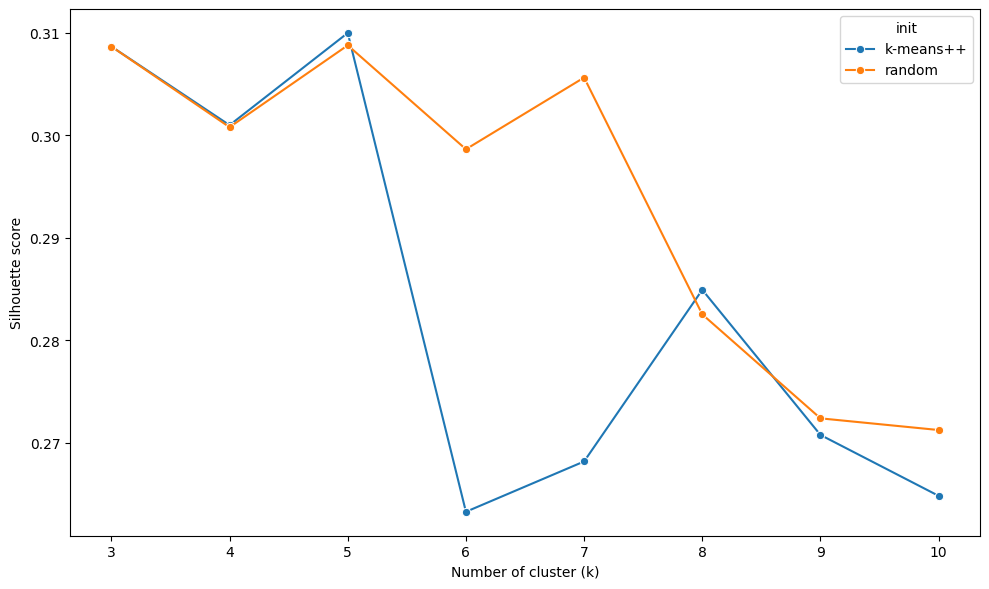 init
k-means++
random
Silhouette score
0.31
0.30
0.29
0.28
0.27
3 4 5 6 7 8 9 10
Number of cluster (k)